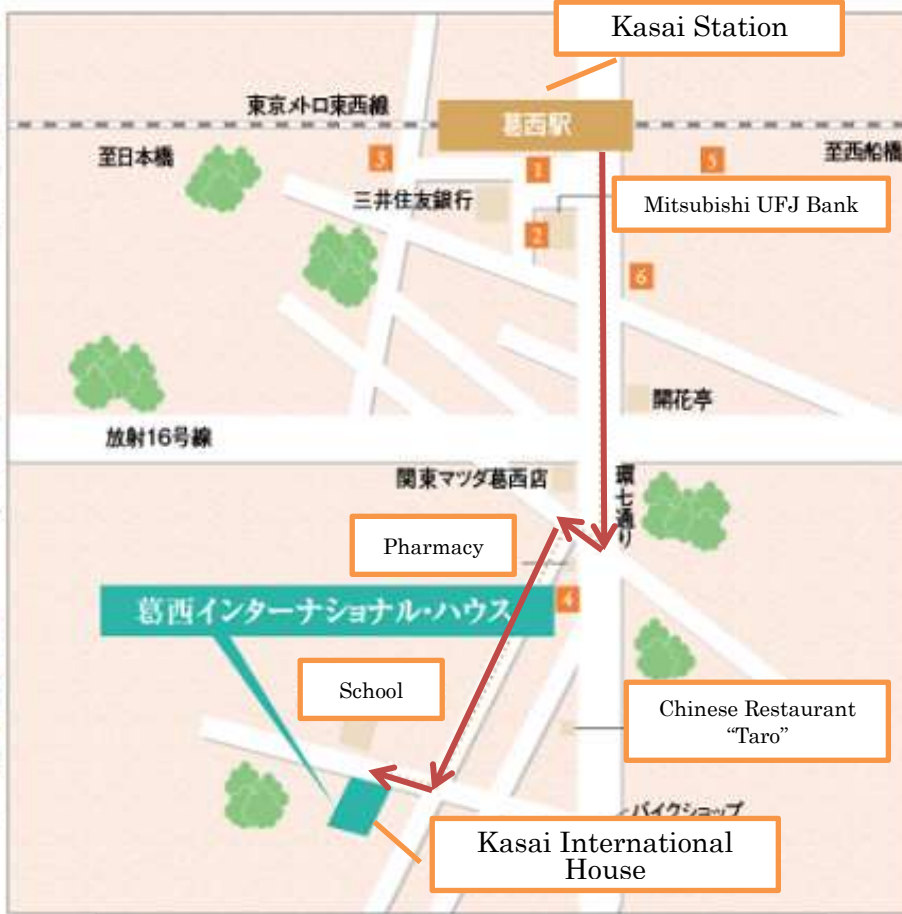 Kasai Station
東京メトロ東西線
葛西駅
至日本橋
3
1
5
至西船橋
三井住友銀行
Mitsubishi UFJ Bank
2
6
開花亭
放射16号線
関東マツダ葛西店
環七通り
Pharmacy
葛西インターナショナル・ハウス
4
School
Chinese Restaurant
“Taro”
バイクショップ
Kasai International
House